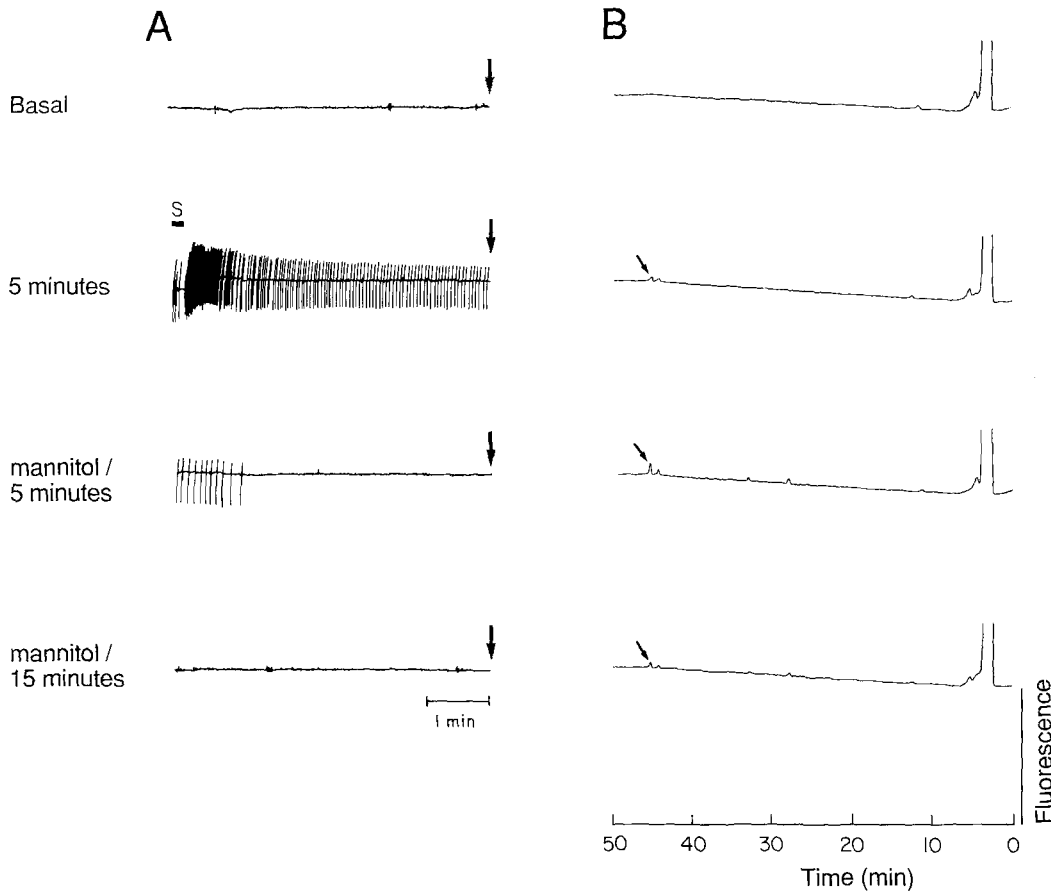 A
B
Basal
S
5 minutes
mannitol /
5 minutes
mannitol /
15 minutes
1 min
Fluorescence
50 40 30 20 10 0
Time (min)